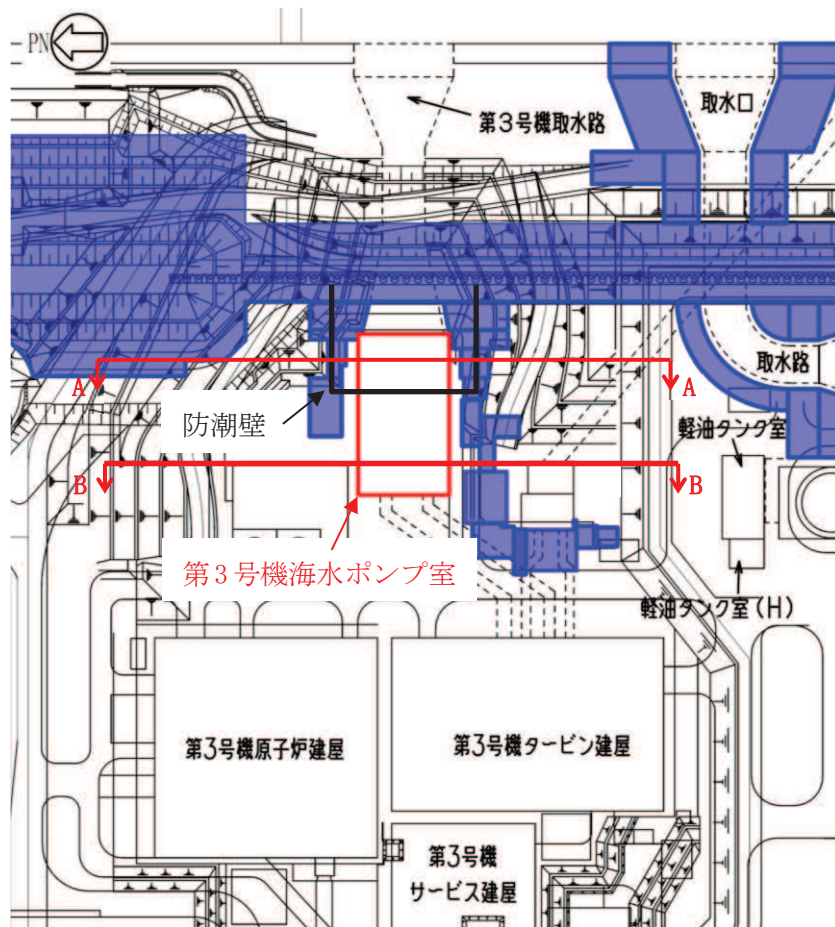 PN
第3号機取水路
取水口
A
A
取水路
防潮壁
軽油タンク室
B
B
第3号機海水ポンプ室
軽油タンク室(H)
第3号機原子炉建屋
第3号機タービン建屋
第3号機
サービス建屋